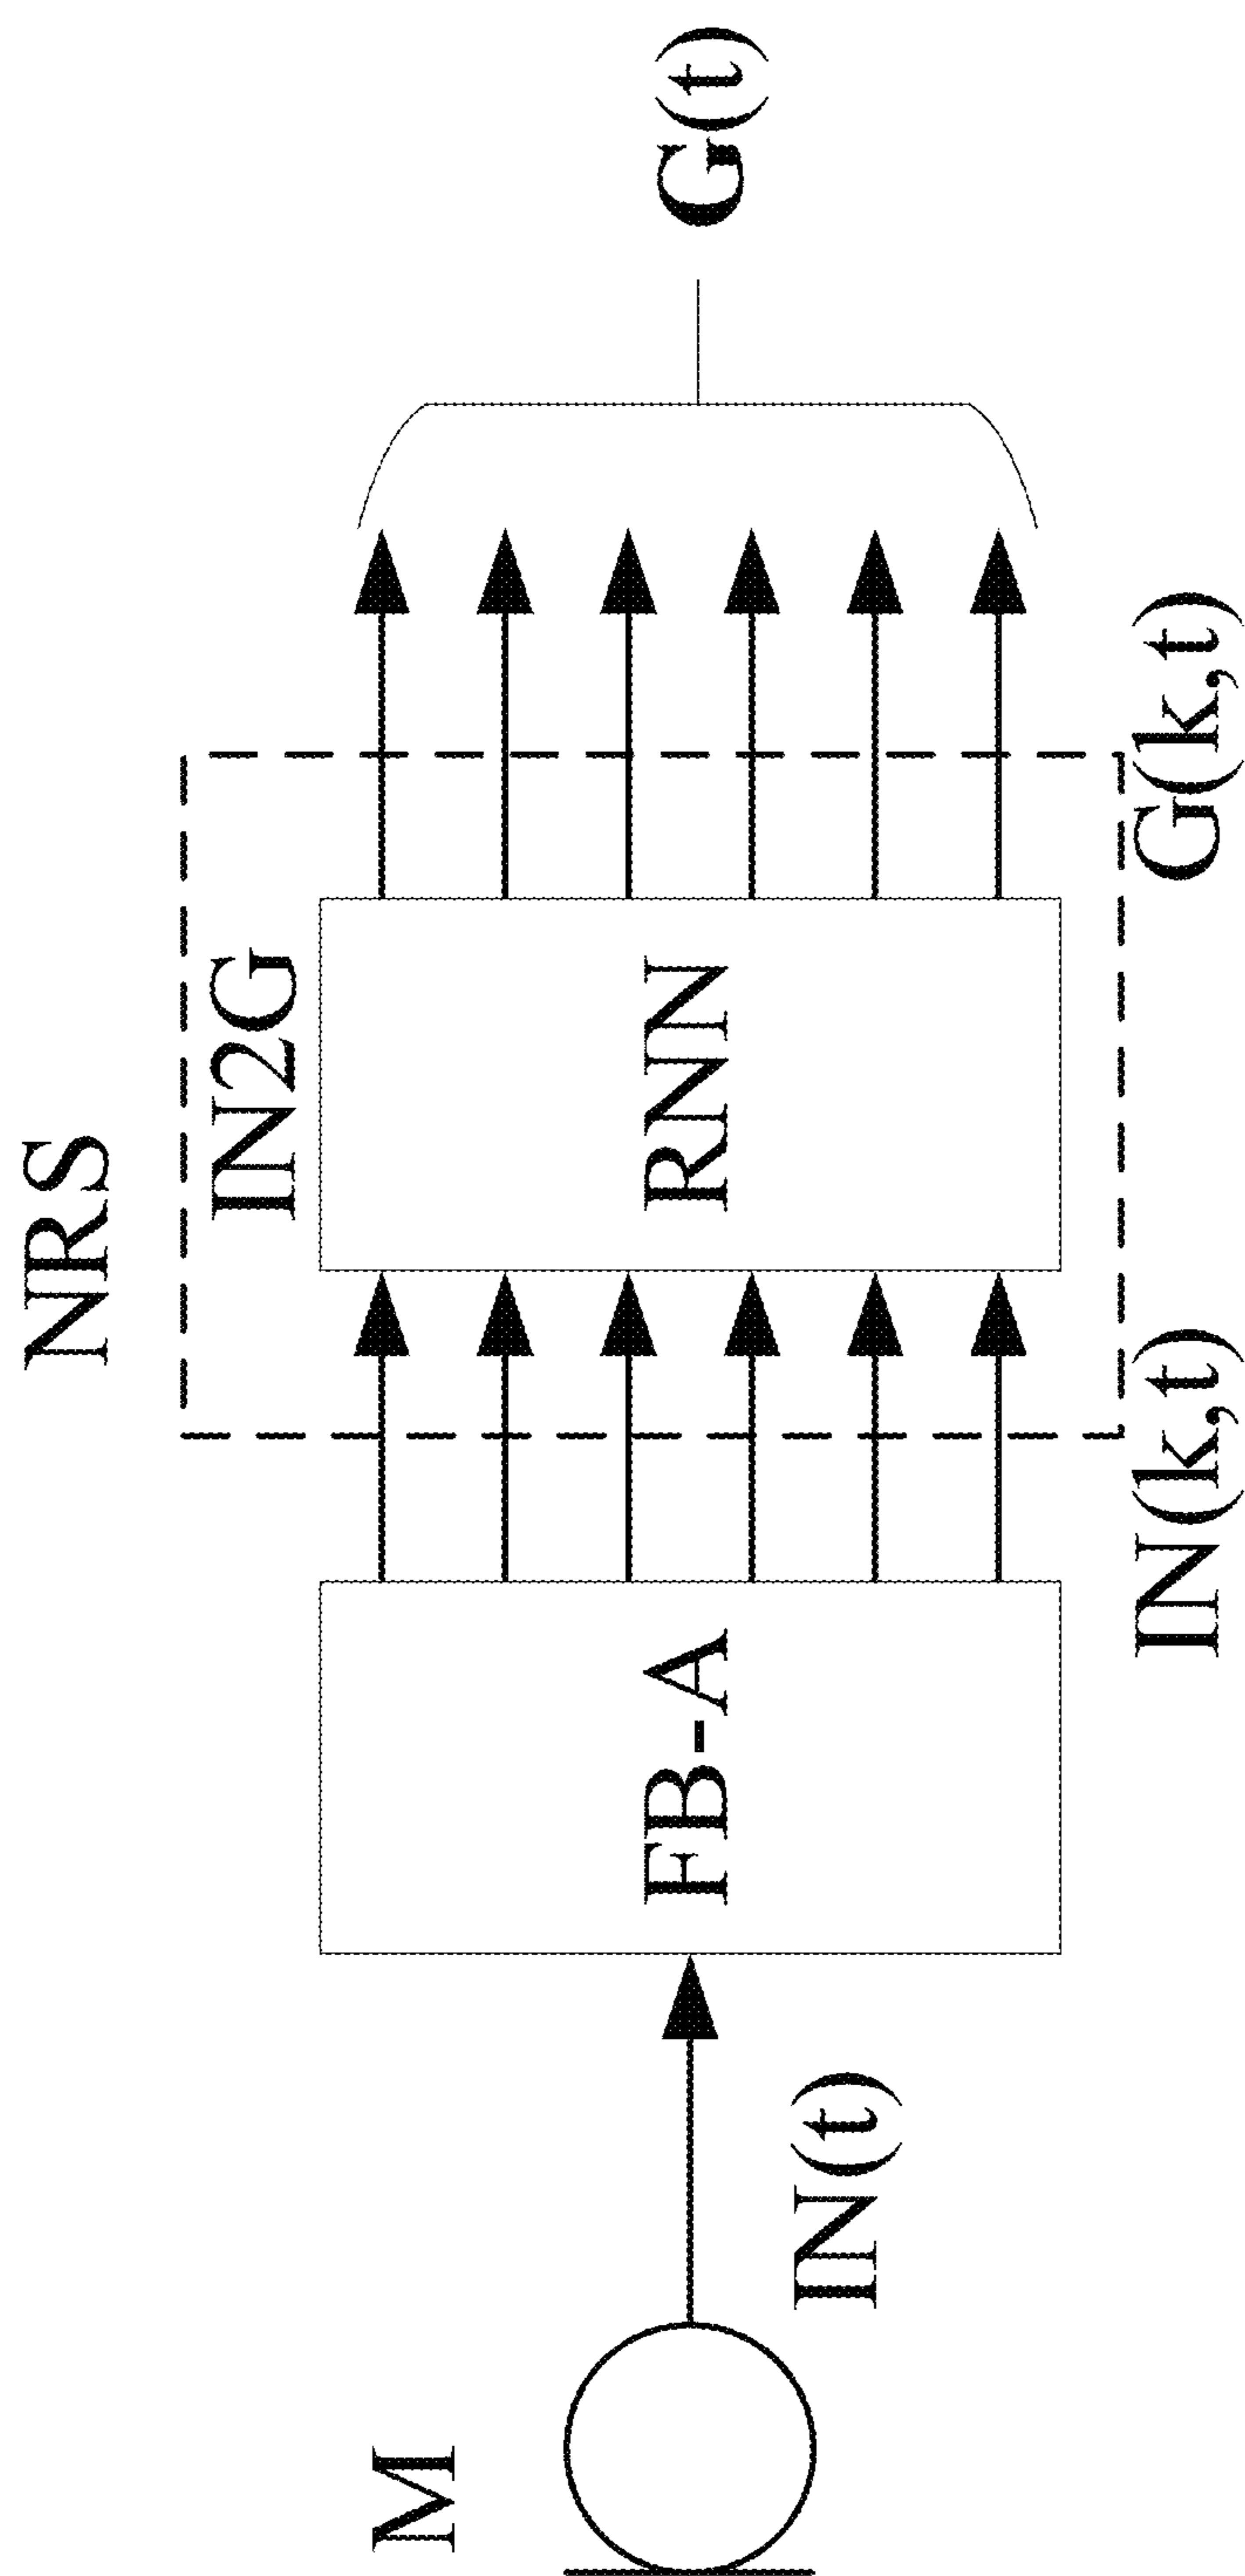 NRS
IN2G
M
FB-A
RNN
G(t)
IN(t)
IN(k,t)
G(k,t)